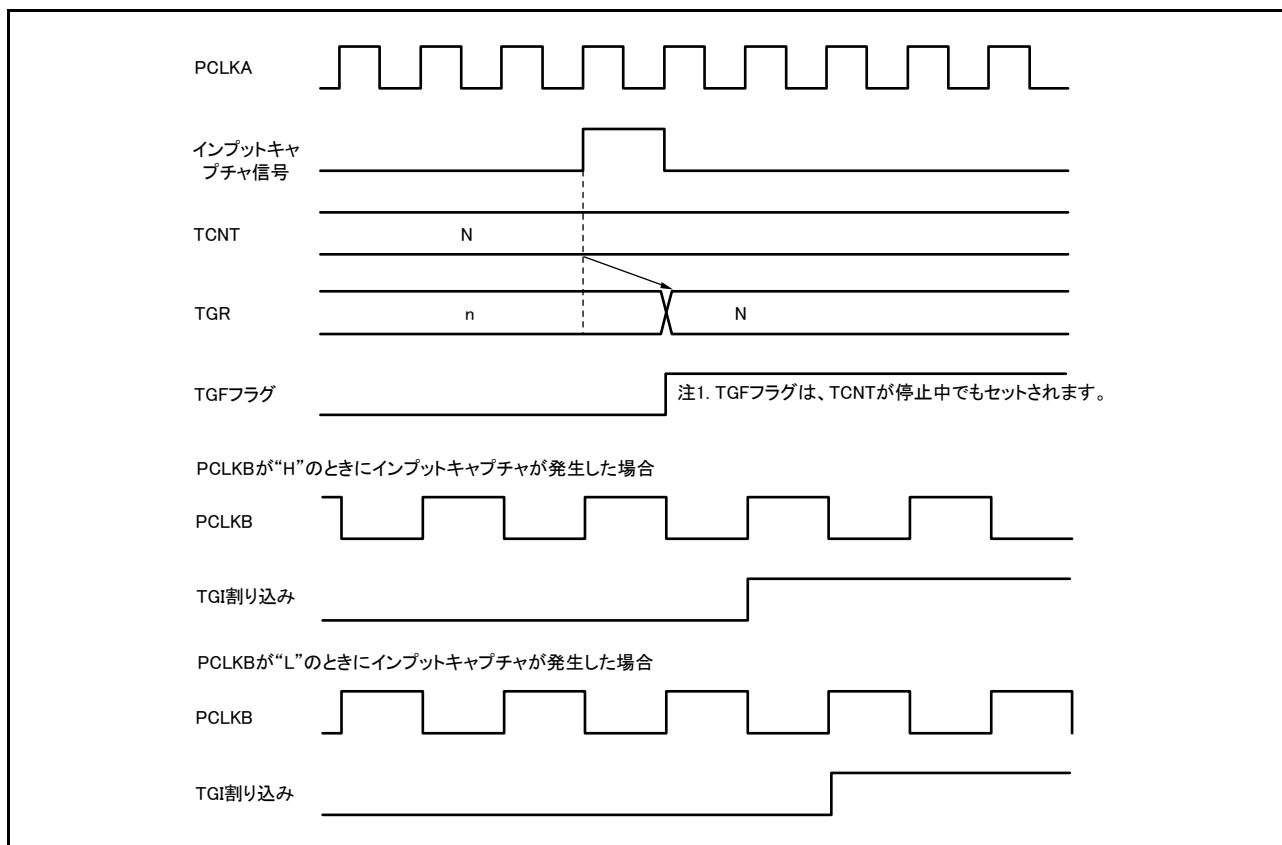 PCLKA
インプットキャ
プチャ信号
TCNT
N
TGR
n
N
TGFフラグ
注1. TGFフラグは、TCNTが停止中でもセットされます。
PCLKBが“H”のときにインプットキャプチャが発生した場合
PCLKB
TGI割り込み
PCLKBが“L”のときにインプットキャプチャが発生した場合
PCLKB
TGI割り込み